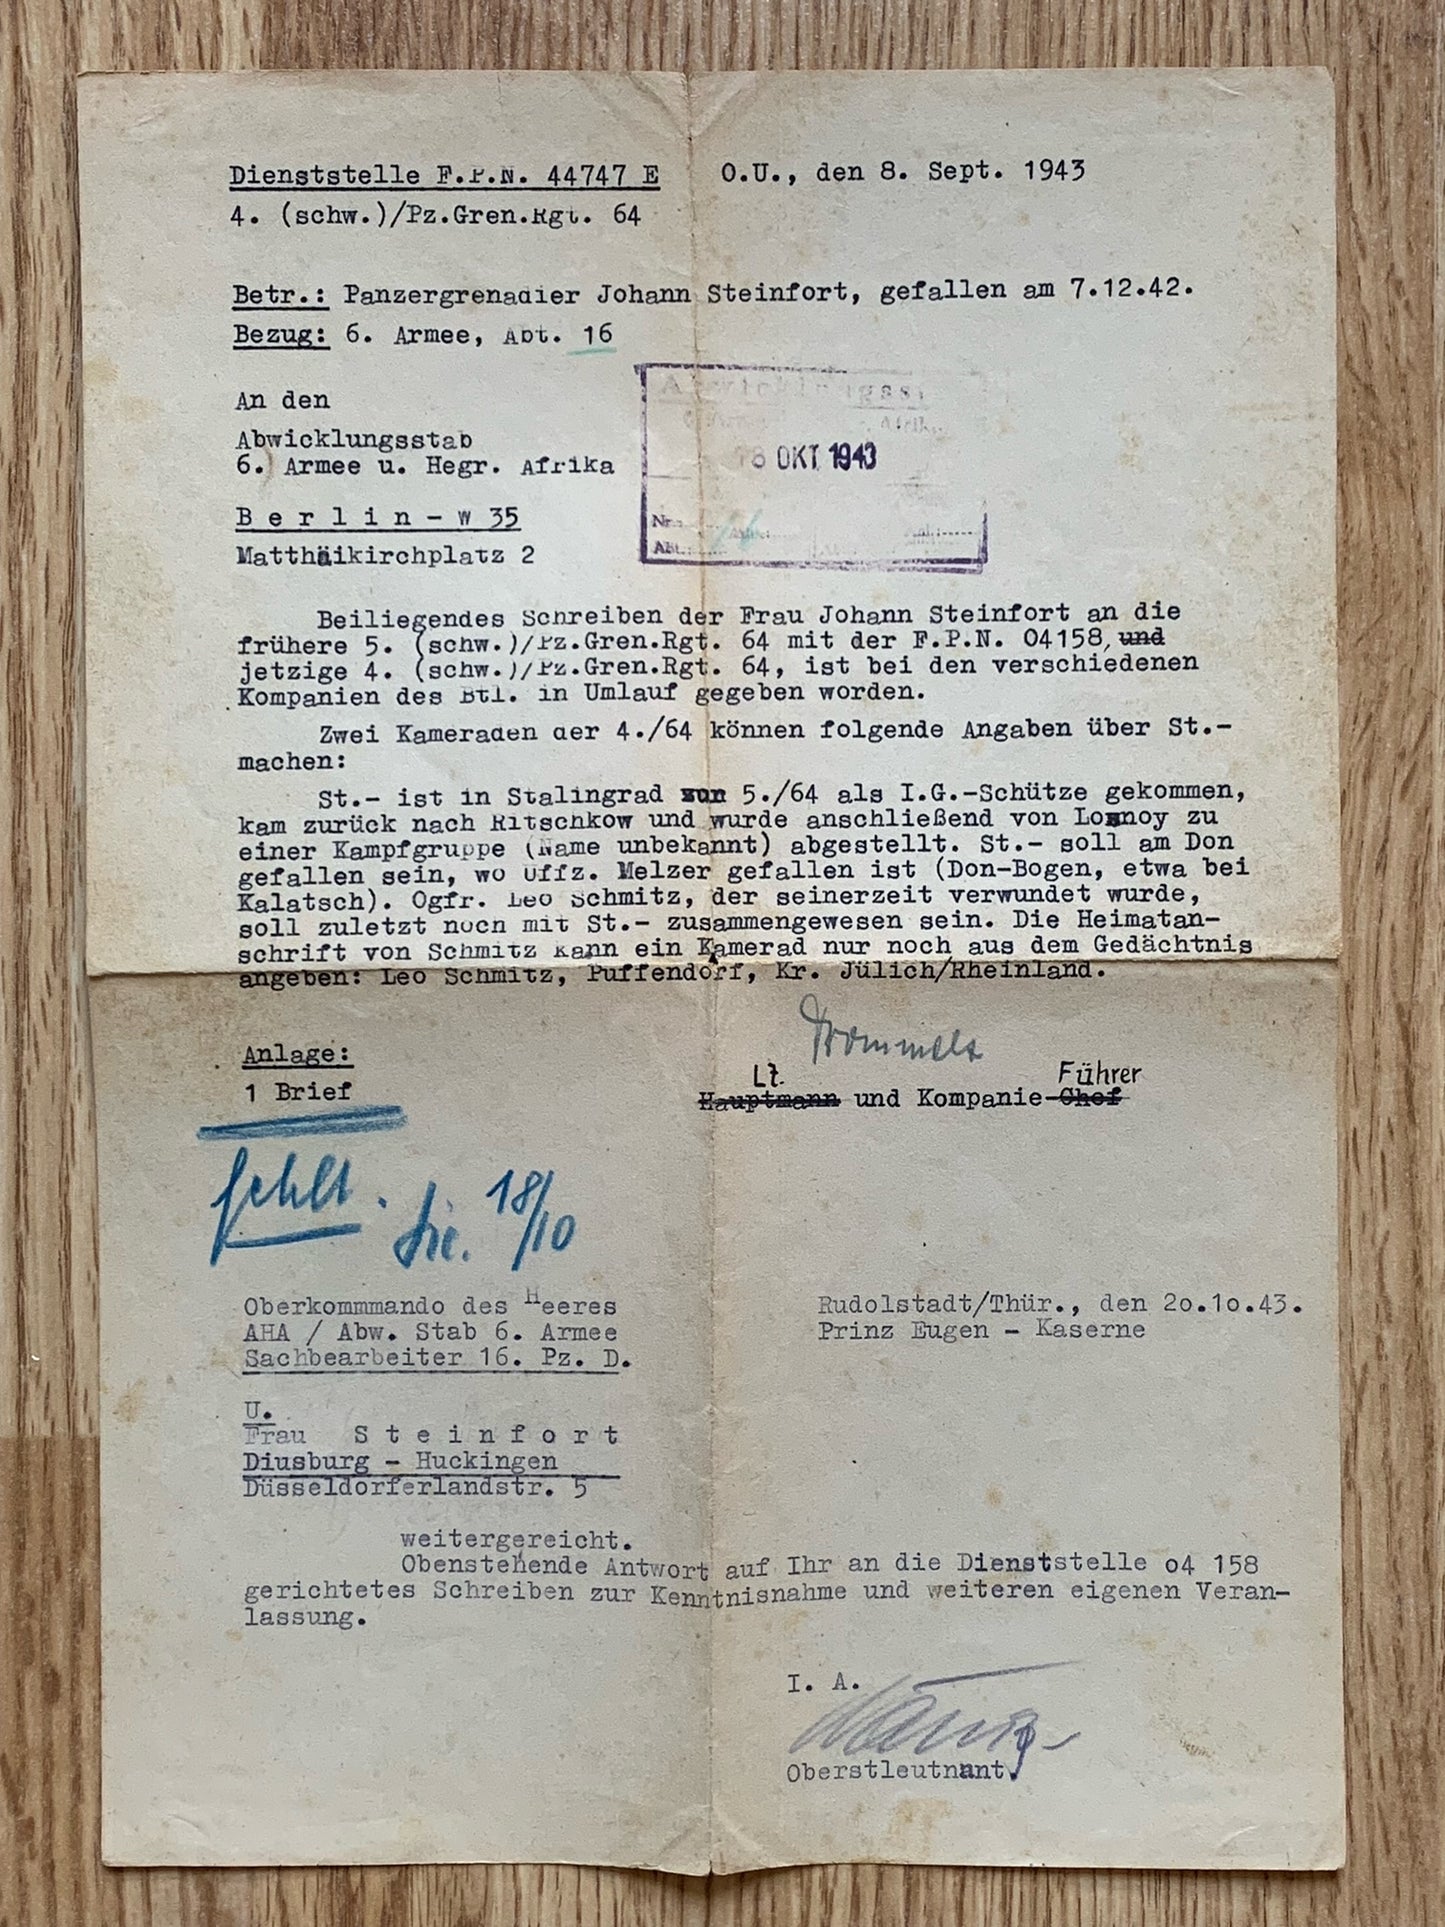 Dienststelle F.P.N. 44747 E O.U., den 8. Sept. 1943
4. (schw.)/Pz.Gren.Rgt. 64
Betr.: Panzergrenadier Johann Steinfort, gefallen am 7.12.42.
Bezug: 6. Armee, Abt. 16
An den
Abwicklungsstab
6. Armee u. Hegr. Afrika
Berlin - W 35
Matthäikirchplatz 2
18 OKT 1943
Beiliegendes Schreiben der Frau Johann Steinfort an die
frühere 5. (schw.)/Pz.Gren.Rgt. 64 mit der F.P.N. 04158, und
jetzige 4. (schw.)/Pz.Gren.Rgt. 64, ist bei den verschiedenen
Kompanien des Btl. in Umlauf gegeben worden.
Zwei Kameraden der 4./64 können folgende Angaben über St.-
machen:
St.- ist in Stalingrad zur 5./64 als I.G.-Schütze gekommen,
kam zurück nach Ritschkow und wurde anschließend von Losnoy zu
einer Kampfgruppe (Name unbekannt) abgestellt. St.- soll am Don
gefallen sein, wo Uffz. Melzer gefallen ist (Don-Bogen, etwa bei
Kalatsch). Ogfr. Leo Schmitz, der seinerzeit verwundet wurde,
soll zuletzt noch mit St.- zusammengewesen sein. Die Heimatan-
schrift von Schmitz kann ein Kamerad nur noch aus dem Gedächtnis
angeben: Leo Schmitz, Puffendorf, Kr. Jülich/Rheinland.
Anlage:
1 Brief
Lt. Führer
Hauptmann und Kompanie-Chef
fehlt. 18/10
Oberkommmando des Heeres Rudolstadt/Thür., den 2o.1o.43.
AHA / Abw. Stab 6. Armee Prinz Eugen - Kaserne
Sachbearbeiter 16. Pz. D.
U.
Frau Steinfort
Diusburg - Huckingen
Düsseldorferlandstr. 5
weitergereicht.
Obenstehende Antwort auf Ihr an die Dienststelle o4 158
gerichtetes Schreiben zur Kenntnisnahme und weiteren eigenen Veran-
lassung.
I. A.
Oberstleutnant